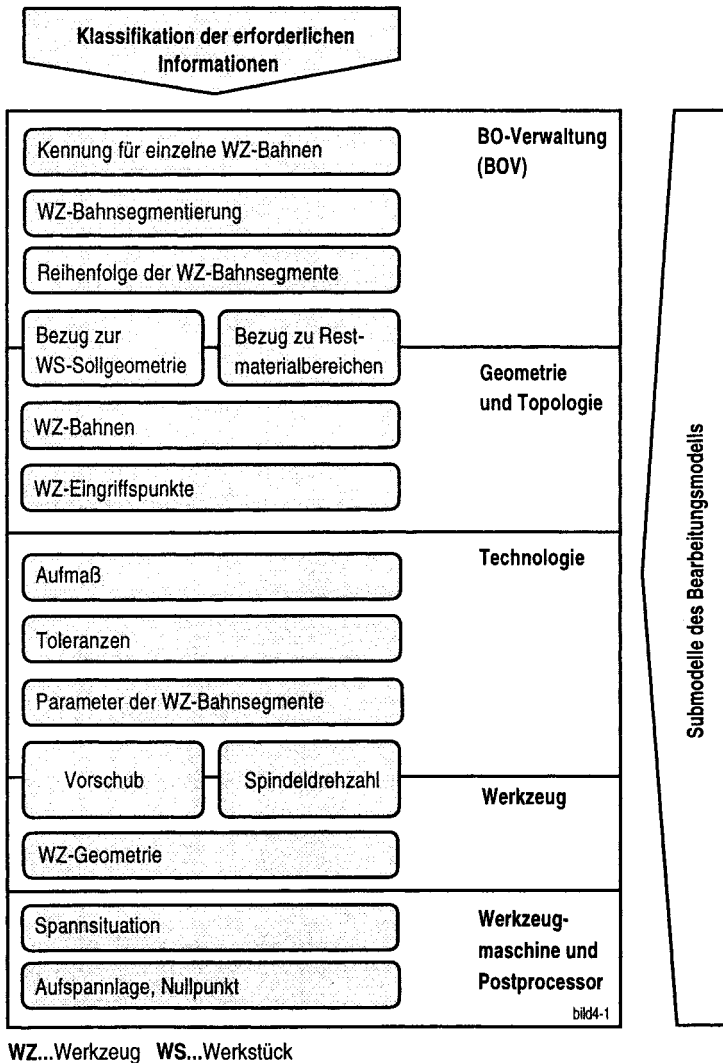 Klassifikation der erforderlichen
Informationen
Kennung für einzelne WZ-Bahnen
BO-Verwaltung
(BOV)
WZ-Bahnsegmentierung
Reihenfolge der WZ-Bahnsegmente
Bezug zur
WS-Sollgeometrie
Bezug zu Rest-
materialbereichen
Geometrie
und Topologie
WZ-Bahnen
WZ-Eingriffspunkte
Technologie
Aufmaß
Toleranzen
Parameter der WZ-Bahnsegmente
Vorschub
Spindeldrehzahl
Werkzeug
WZ-Geometrie
Spannsituation
Werkzeug-
maschine und
Postprocessor
Aufspannlage, Nullpunkt
bild4-1
Submodelle des Bearbeitungsmodells
WZ...Werkzeug WS...Werkstück